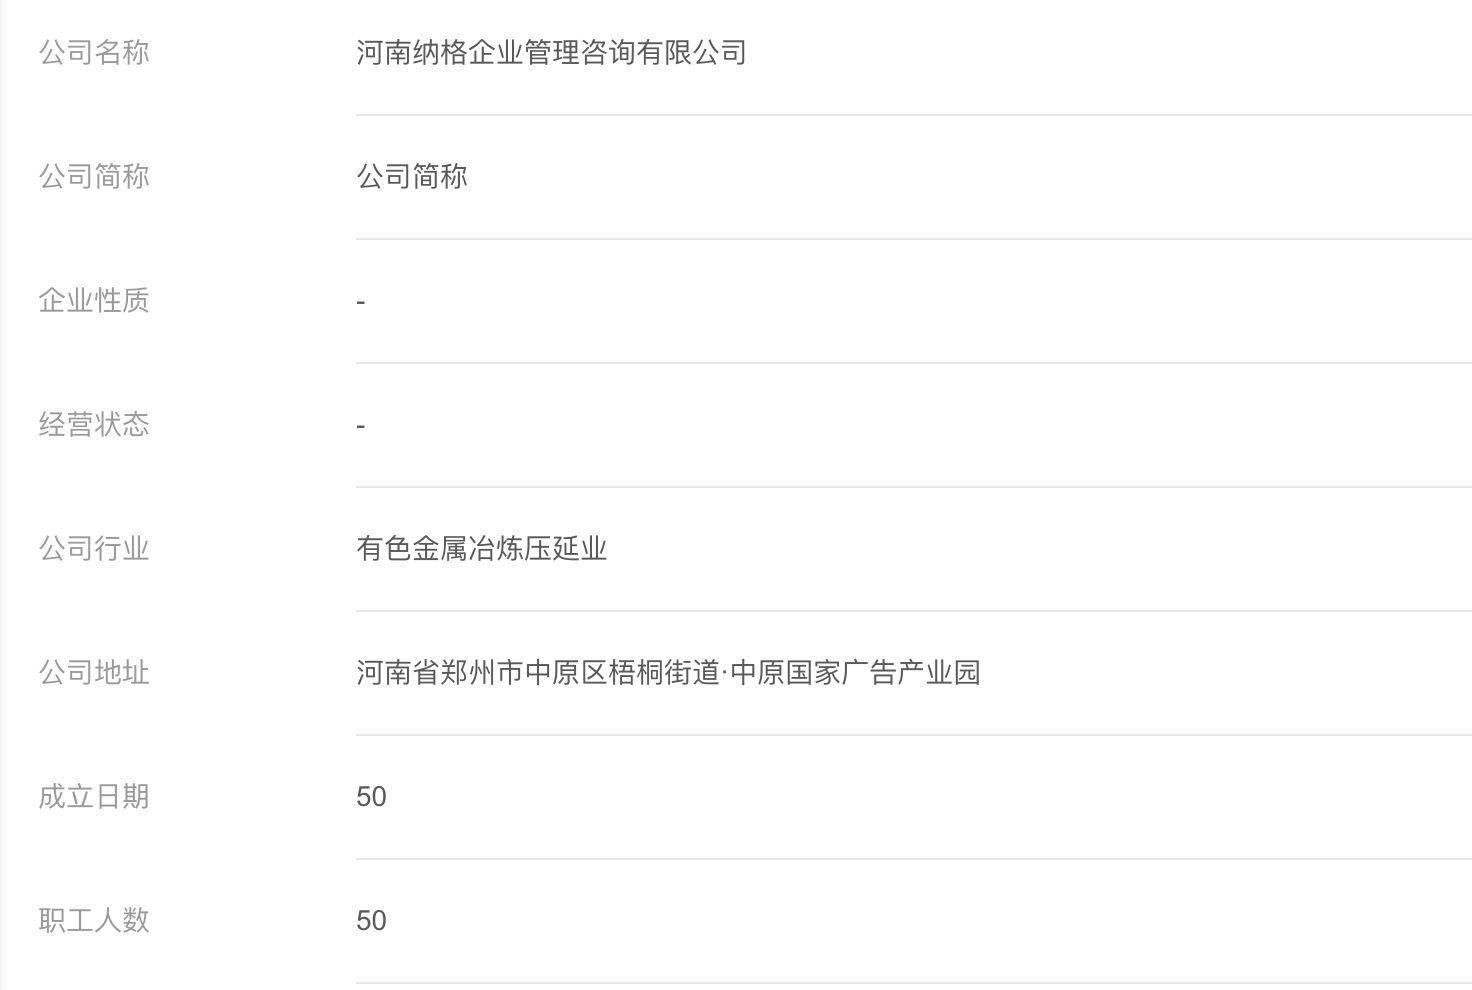 公司名称 河南纳格企业管理咨询有限公司
公司简称 公司简称
企业性质 -
经营状态 -
公司行业 有色金属冶炼压延业
公司地址 河南省郑州市中原区梧桐街道·中原国家广告产业园
成立日期 50
职工人数 50